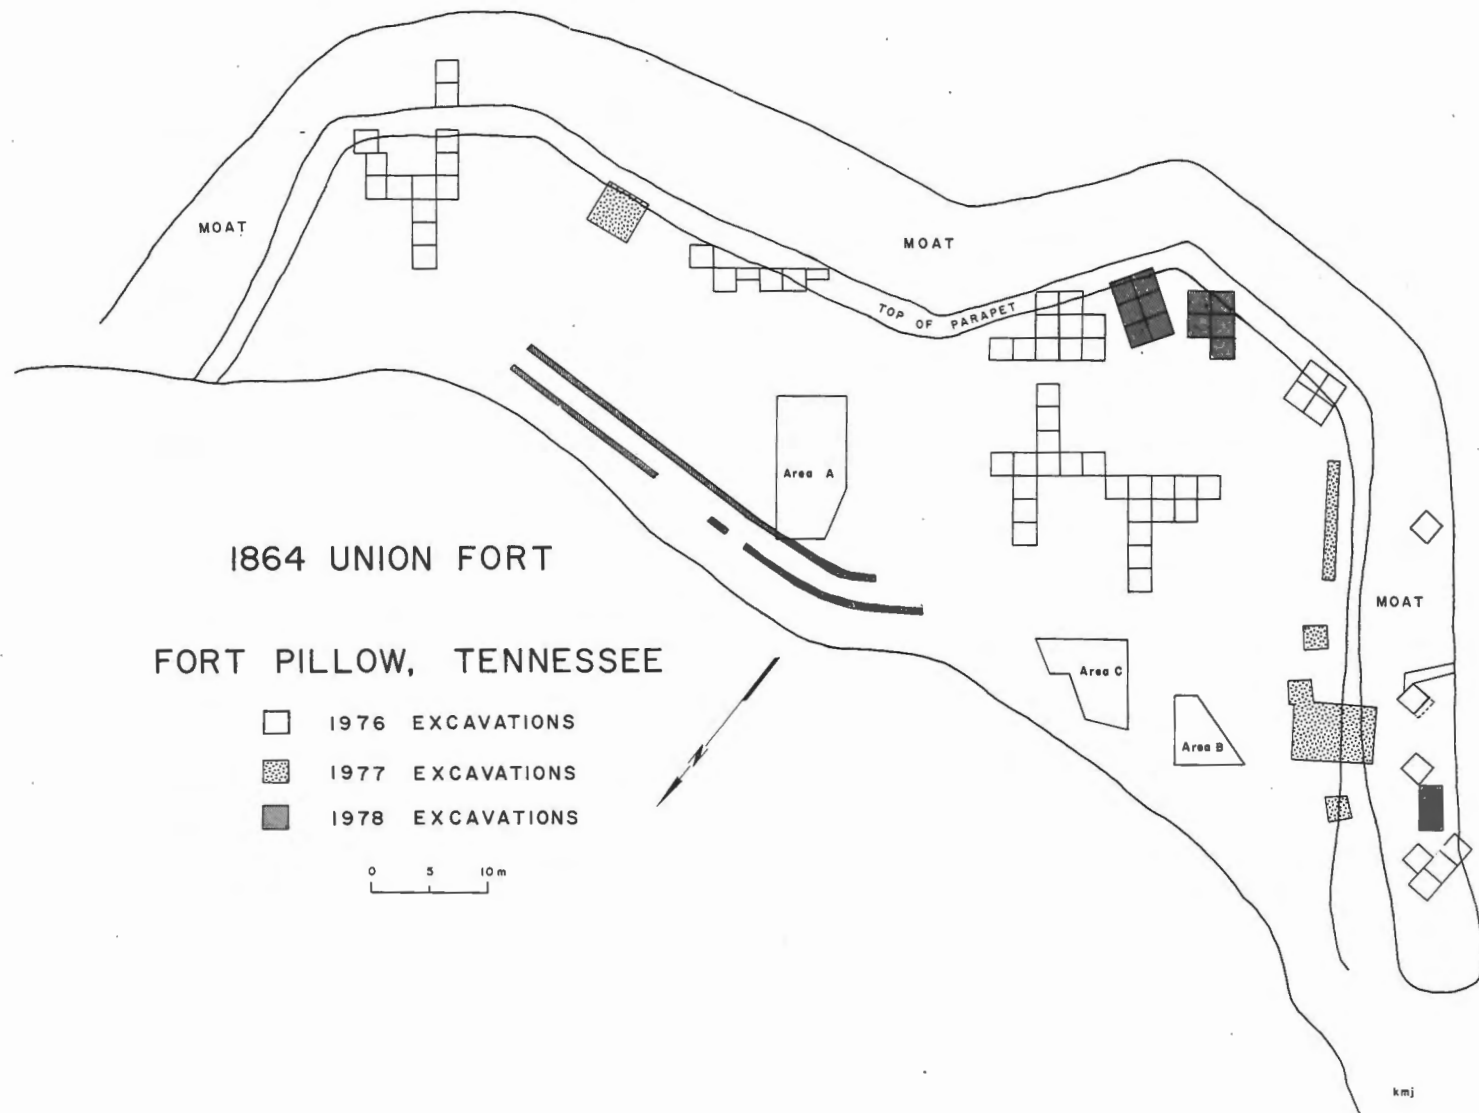 MOAT
MOAT
TOP OF PARAPET
Area A
1864 UNION FORT
MOAT
FORT PILLOW, TENNESSEE
Area C
1976 EXCAVATIONS
Area B
1977 EXCAVATIONS
1978 EXCAVATIONS
N
0 5 10m
kmj